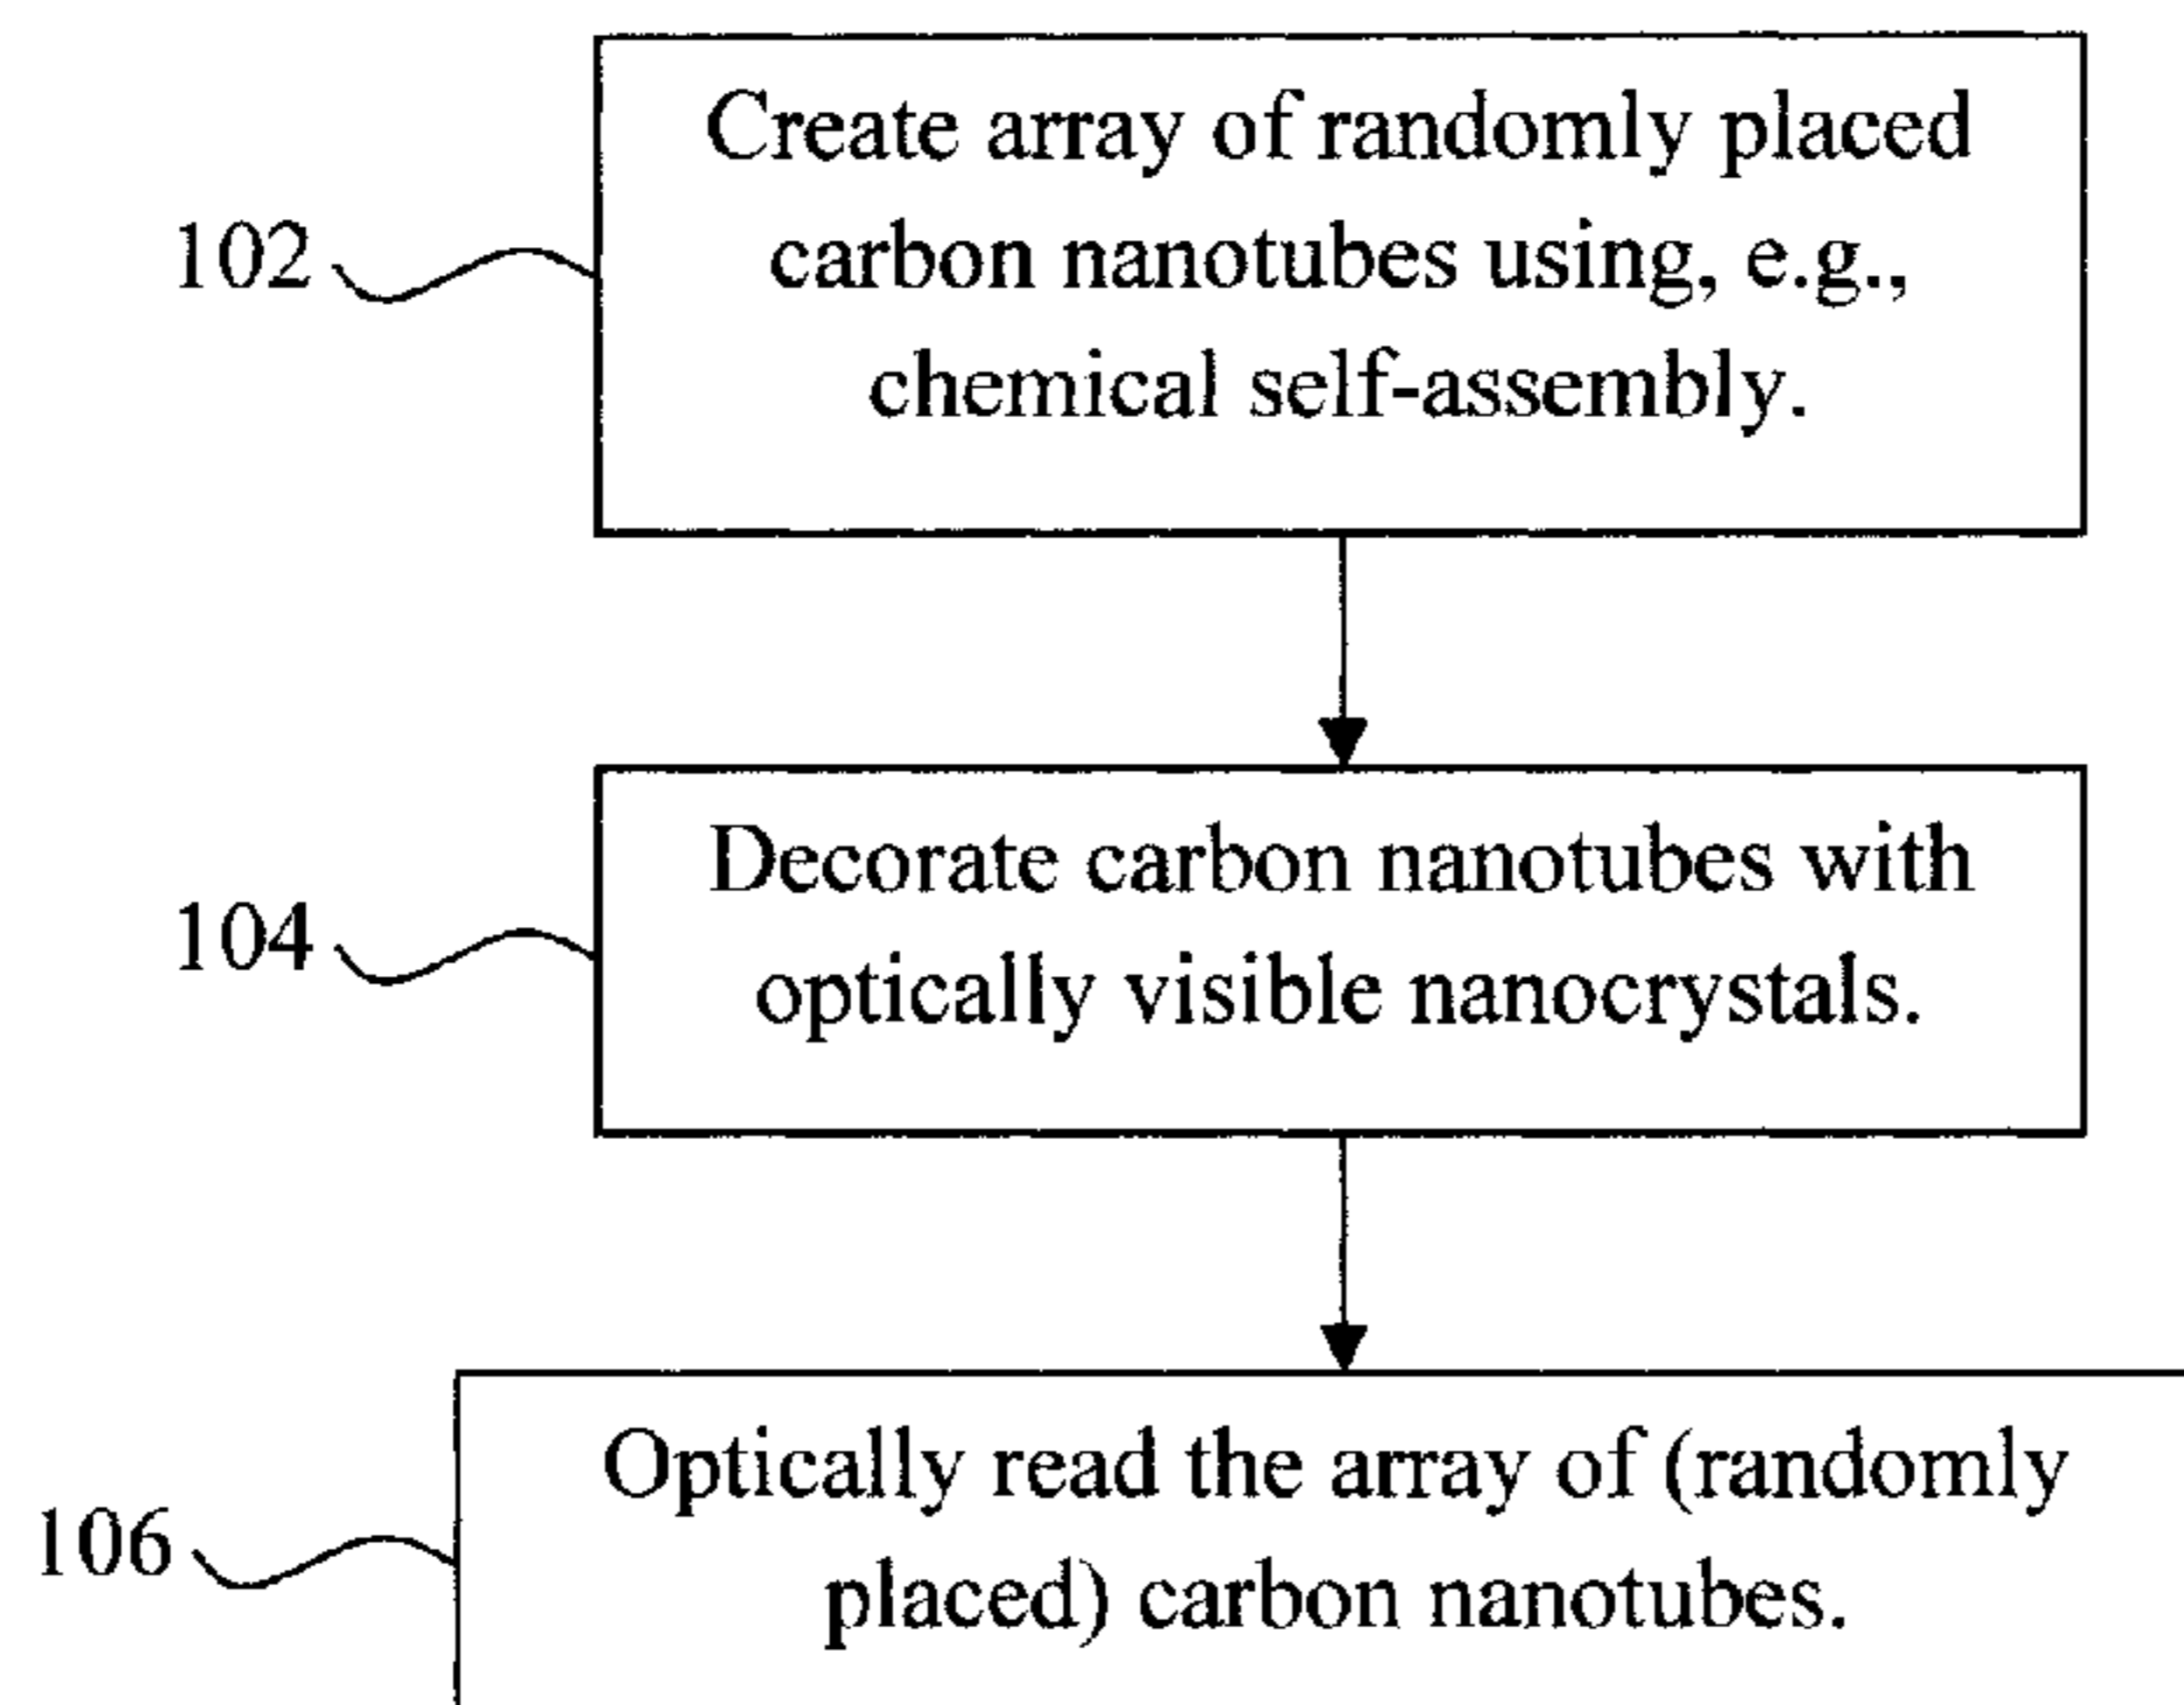 102
Create array of randomly placed
carbon nanotubes using, e.g.,
chemical self-assembly.
104
Decorate carbon nanotubes with
optically visible nanocrystals.
106
Optically read the array of (randomly
placed) carbon nanotubes.